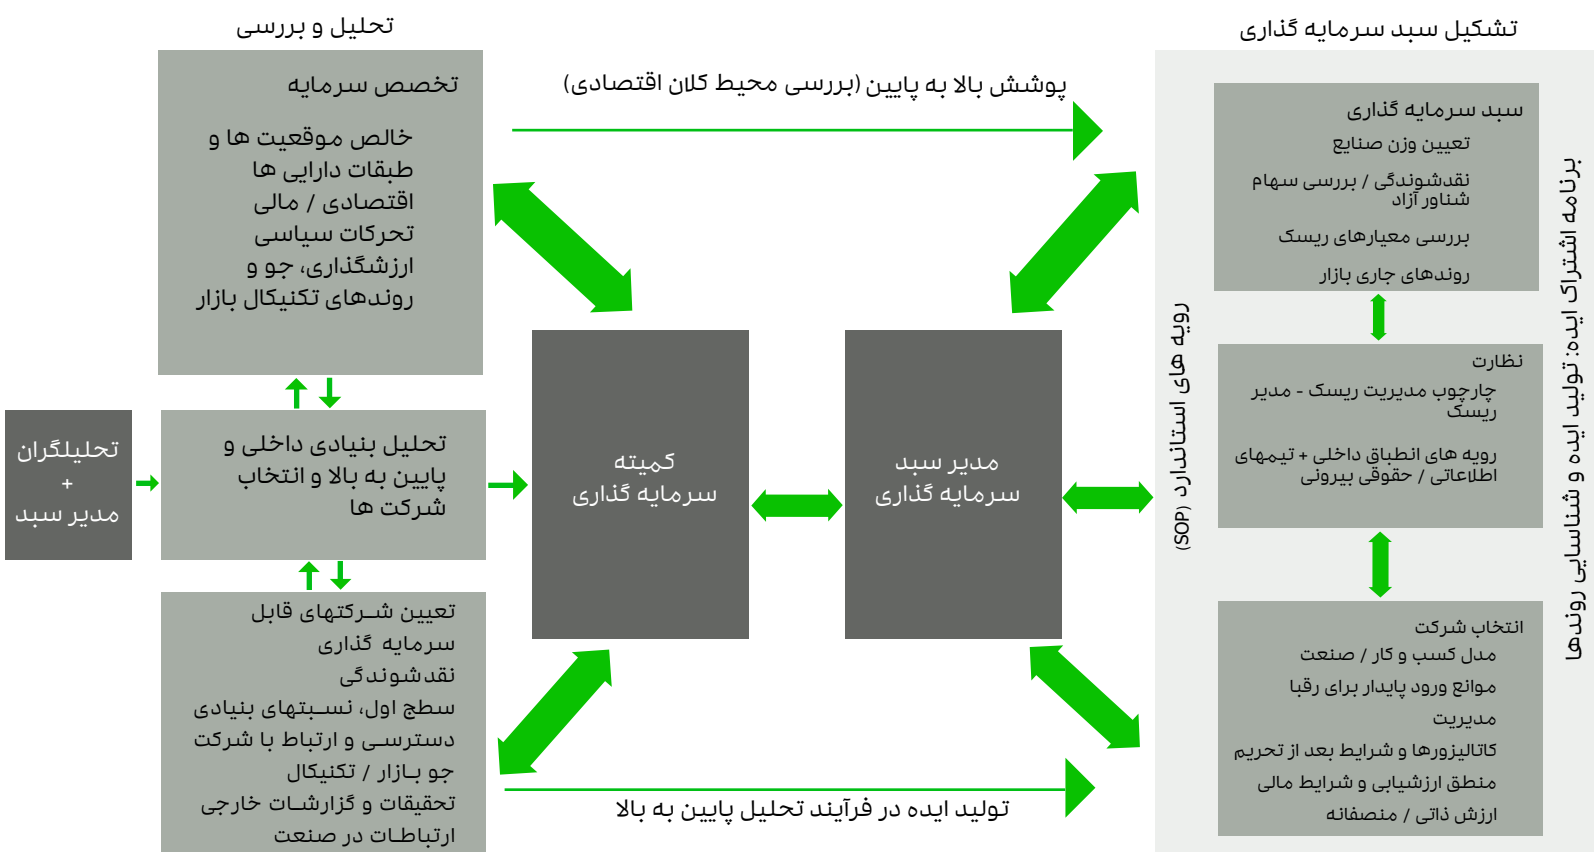 تحلیل و بررسی
تشکیل سبد سرمایه گذاری
تخصص سرمایه
خالص موقعیت ها و
طبقات دارایی ها
اقتصادی / مالی
تحرکات سیاسی
ارزشگذاری، جو و
روندهای تکنیکال بازار
تحلیلگران
+
مدیر سبد
تحلیل بنیادی داخلی و
پایین به بالا و انتخاب
شرکت ها
تعیین شرکتهای قابل
سرمایه گذاری
نقدشوندگی
سطح اول، نسبتهای بنیادی
دسترسی و ارتباط با شرکت
جو بازار / تکنیکال
تحقیقات و گزارشات خارجی
ارتباطات در صنعت
پوشش بالا به پایین (بررسی محیط کلان اقتصادی)
کمیته
سرمایه گذاری
مدیر سبد
سرمایه گذاری
تولید ایده در فرآیند تحلیل پایین به بالا
رویه های استاندارد (SOP)
سبد سرمایه گذاری
تعیین وزن صنایع
نقدشوندگی / بررسی سهام
شناور آزاد
بررسی معیارهای ریسک
روندهای جاری بازار
نظارت
چارچوب مدیریت ریسک - مدیر
ریسک
رویه های انطباق داخلی + تیمهای
اطلاعاتی / حقوقی بیرونی
انتخاب شرکت
مدل کسب و کار / صنعت
موانع ورود پایدار برای رقبا
مدیریت
کاتالیزورها و شرایط بعد از تحریم
منطق ارزشیابی و شرایط مالی
ارزش ذاتی / منصفانه
برنامه اشتراک ایده: تولید ایده و شناسایی روندها